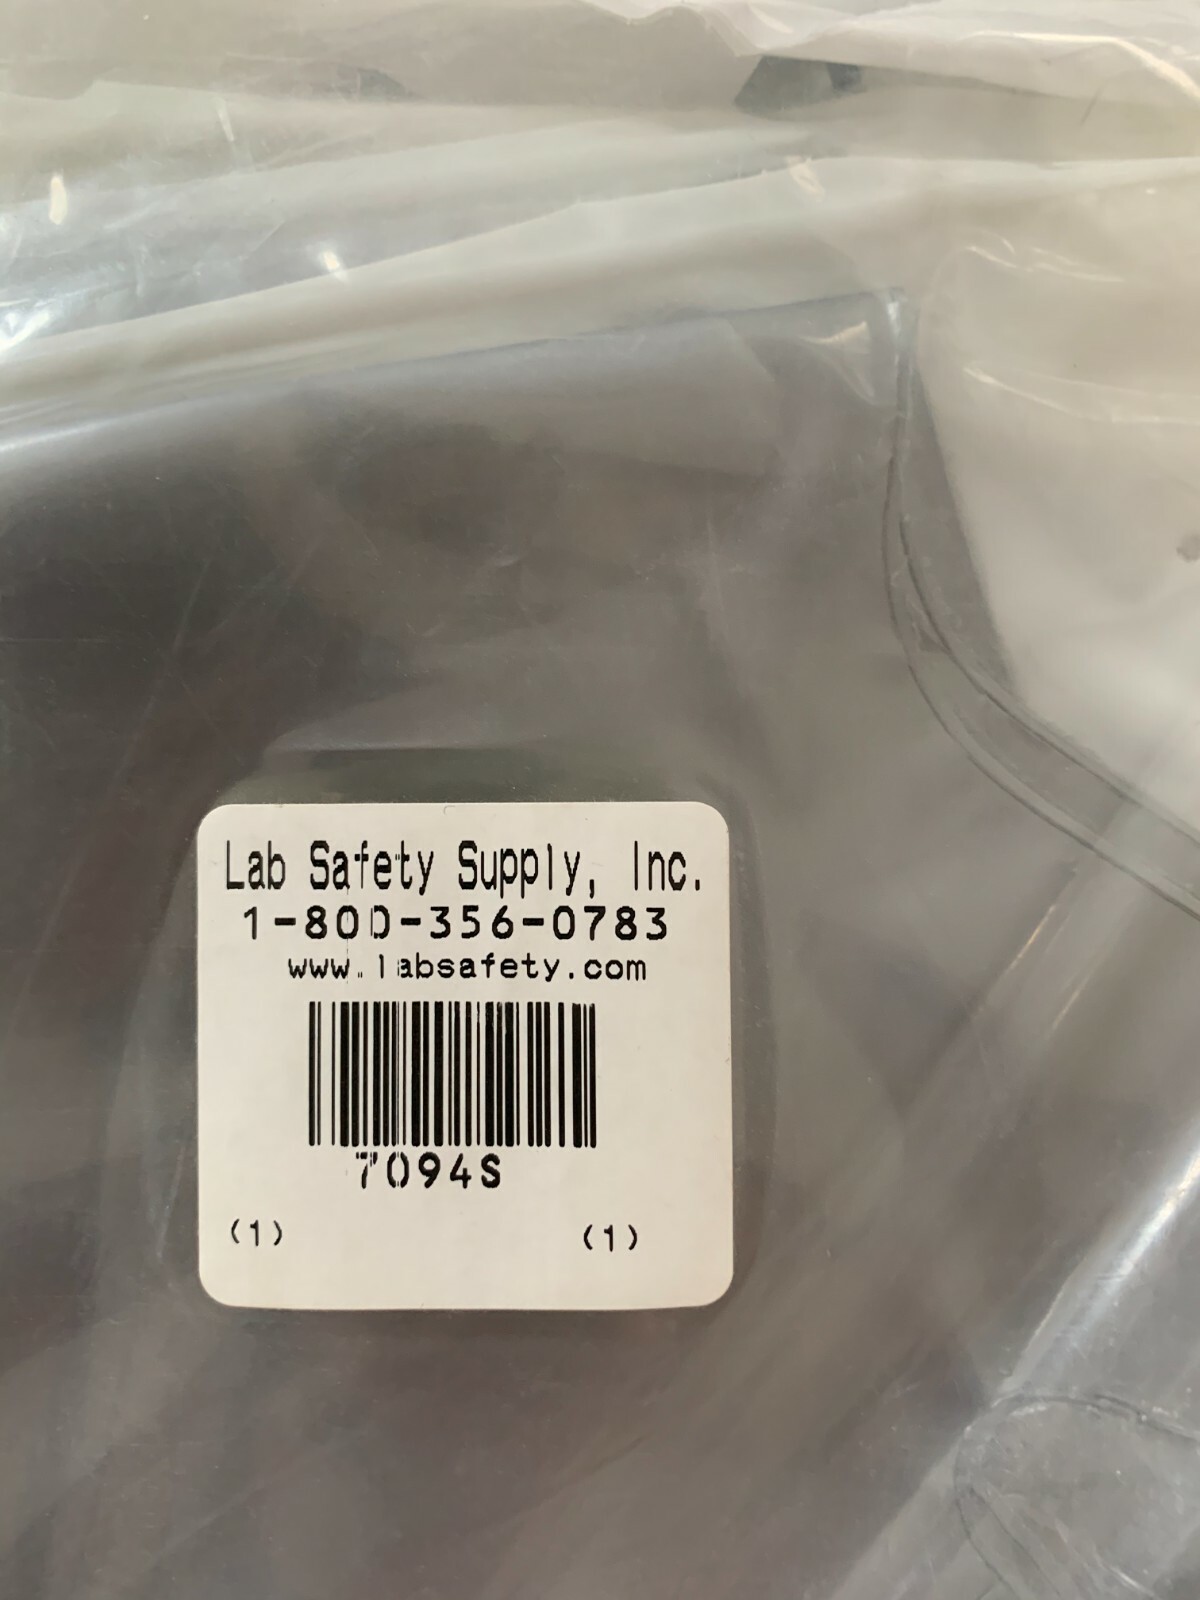 Lab Safety Supply, Inc.
1-800-356-0783
www.labsafety.com
7094S
(1) (1)